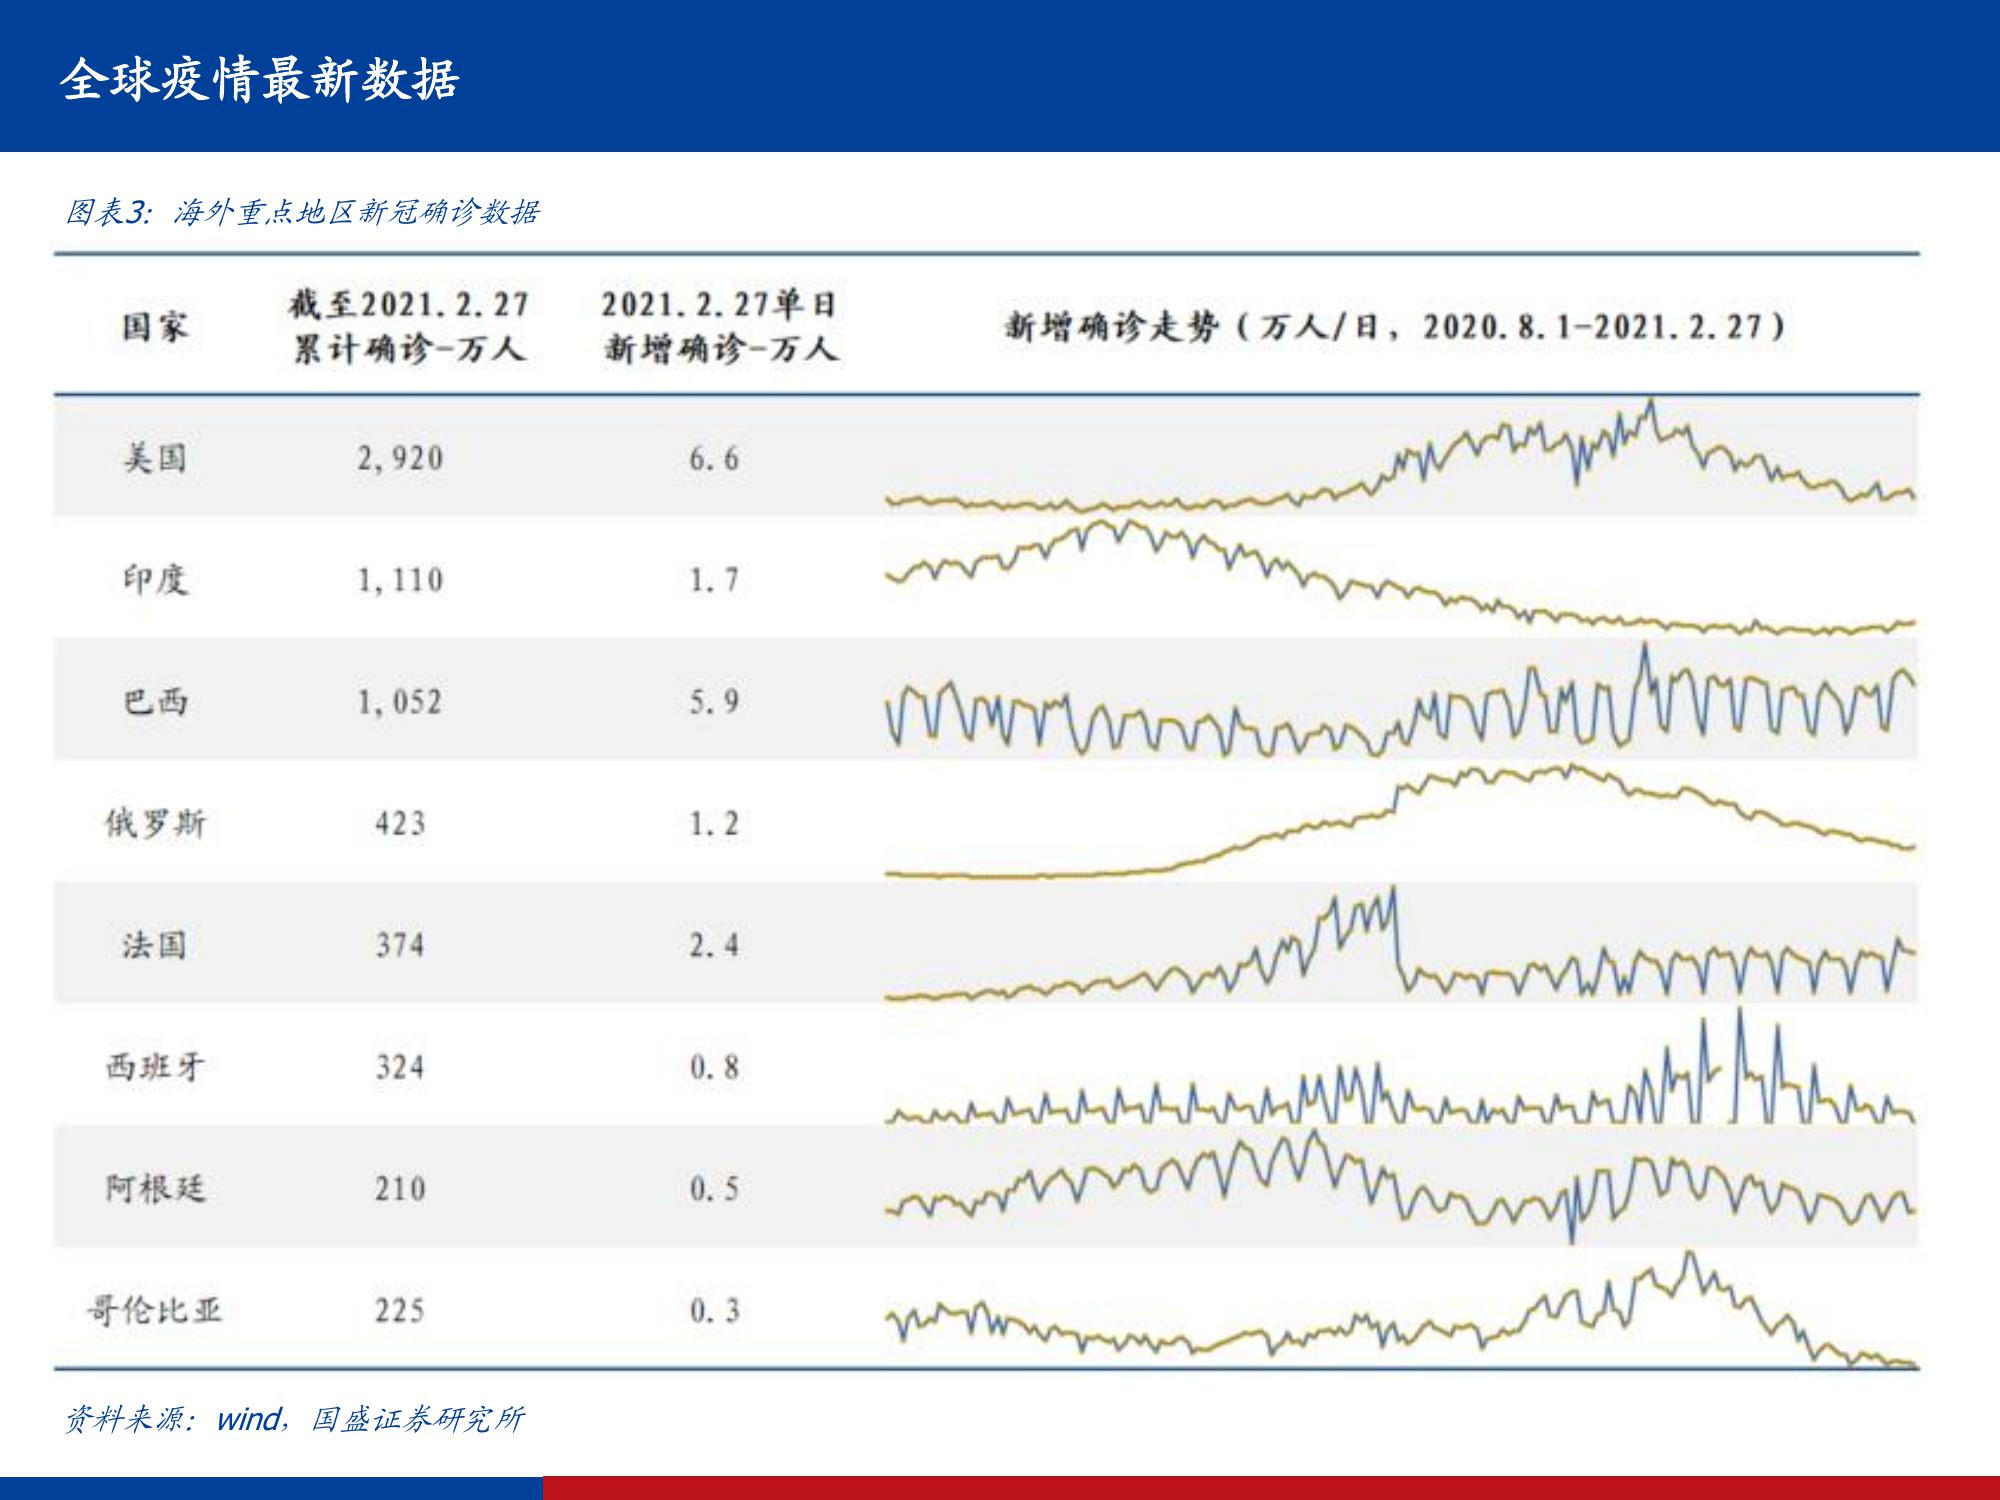 全球疫情最新数据
图表3：海外重点地区新冠确诊数据
国家 截至2021.2.27 累计确诊-万人 2021.2.27单日 新增确诊-万人 新增确诊走势（万人/日，2020.8.1-2021.2.27）
美国 2,920 6.6
印度 1,110 1.7
巴西 1,052 5.9
俄罗斯 423 1.2
法国 374 2.4
西班牙 324 0.8
阿根廷 210 0.5
哥伦比亚 225 0.3
资料来源：wind，国盛证券研究所